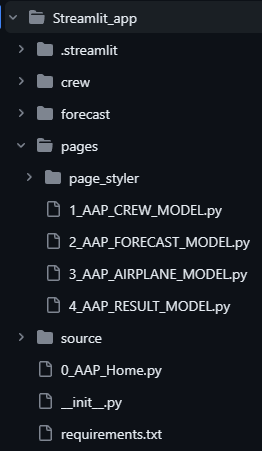 Streamlit_app
.streamlit
crew
forecast
pages
page_styler
1_AAP_CREW_MODEL.py
2_AAP_FORECAST_MODEL.py
3_AAP_AIRPLANE_MODEL.py
4_AAP_RESULT_MODEL.py
source
0_AAP_Home.py
__init__.py
requirements.txt